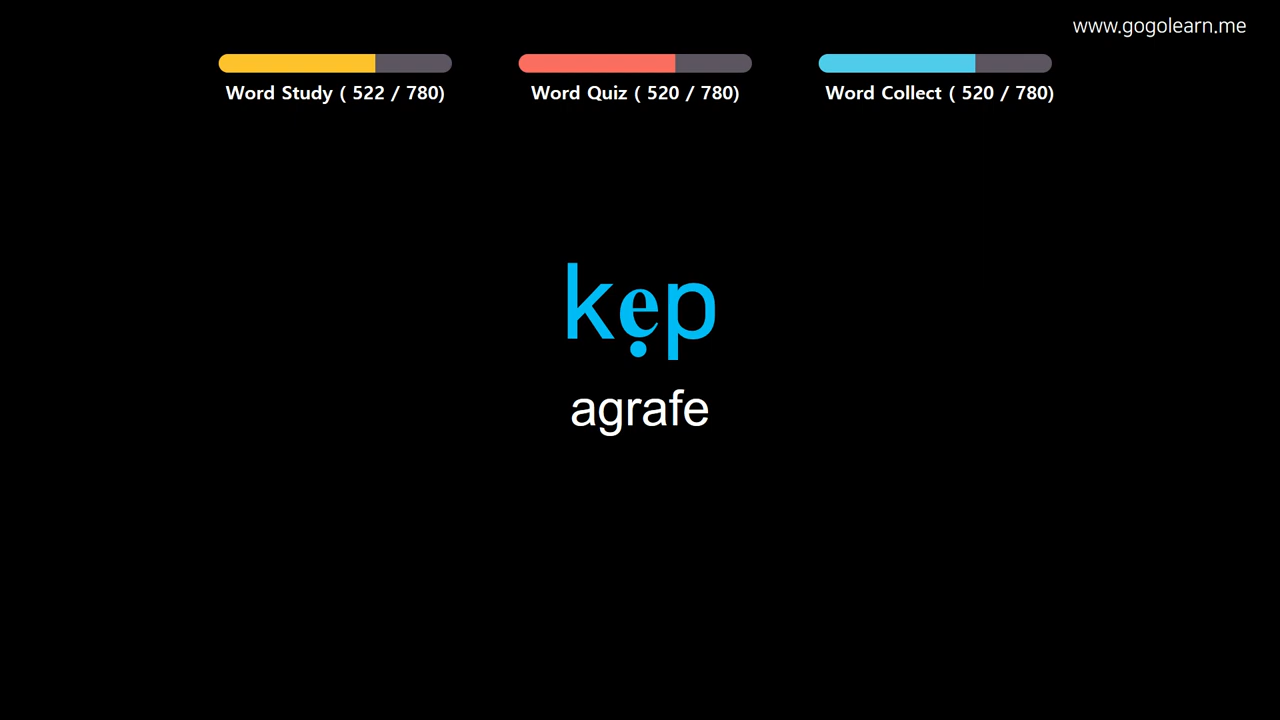 www.gogolearn.me
Word Study ( 522 / 780)
Word Quiz ( 520 / 780)
Word Collect ( 520 / 780)
kẹp
agrafe